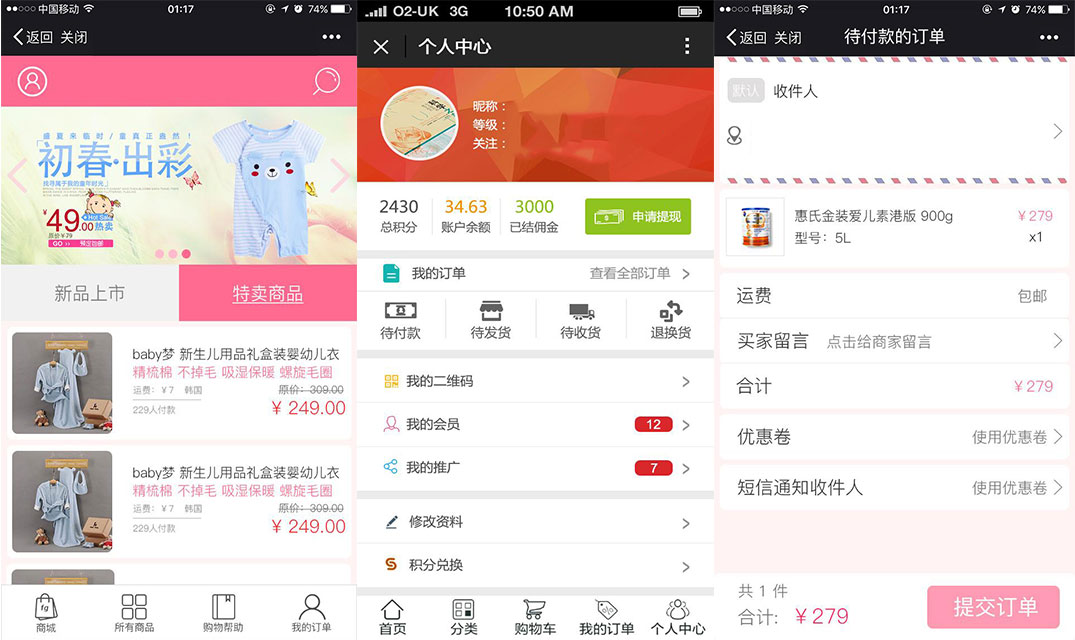 中国移动 01:17 74%
返回 关闭
盛夏来临时/童真正盎然!
初春·出彩
找寻属于我的童年时光
¥49.00
Hot Sale
热卖
原价¥79
GO >> 预定包邮
新品上市
特卖商品
baby梦 新生儿用品礼盒装婴幼儿衣
精梳棉 不掉毛 吸湿保暖 螺旋毛圈
运费：¥7 韩国
原价：309.00
229人付款
¥ 249.00
baby梦 新生儿用品礼盒装婴幼儿衣
精梳棉 不掉毛 吸湿保暖 螺旋毛圈
运费：¥7 韩国
原价：309.00
229人付款
¥ 249.00
商城
所有商品
购物帮助
我的订单
O2-UK 3G 10:50 AM
个人中心
昵称：
等级：
关注：
2430
总积分
34.63
账户余额
3000
已结佣金
申请提现
我的订单
查看全部订单
待付款
待发货
待收货
退换货
我的二维码
我的会员
12
我的推广
7
修改资料
积分兑换
首页
分类
购物车
我的订单
个人中心
中国移动 01:17 74%
返回 关闭 待付款的订单
默认 收件人
惠氏金装爱儿素港版 900g
¥ 279
型号：5L
x1
运费
包邮
买家留言
点击给商家留言
合计
¥ 279
优惠卷
使用优惠卷
短信通知收件人
使用优惠卷
共 1 件
合计: ¥ 279
提交订单